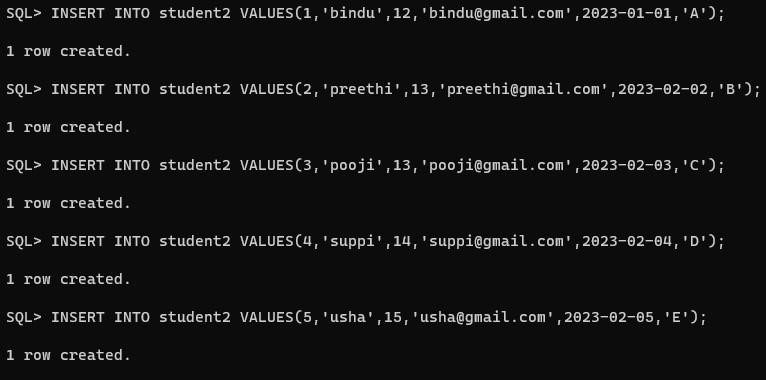 SQL> INSERT INTO student2 VALUES(1,'bindu',12,'bindu@gmail.com',2023-01-01,'A');
1 row created.
SQL> INSERT INTO student2 VALUES(2,'preethi',13,'preethi@gmail.com',2023-02-02,'B');
1 row created.
SQL> INSERT INTO student2 VALUES(3,'pooji',13,'pooji@gmail.com',2023-02-03,'C');
1 row created.
SQL> INSERT INTO student2 VALUES(4,'suppi',14,'suppi@gmail.com',2023-02-04,'D');
1 row created.
SQL> INSERT INTO student2 VALUES(5,'usha',15,'usha@gmail.com',2023-02-05,'E');
1 row created.